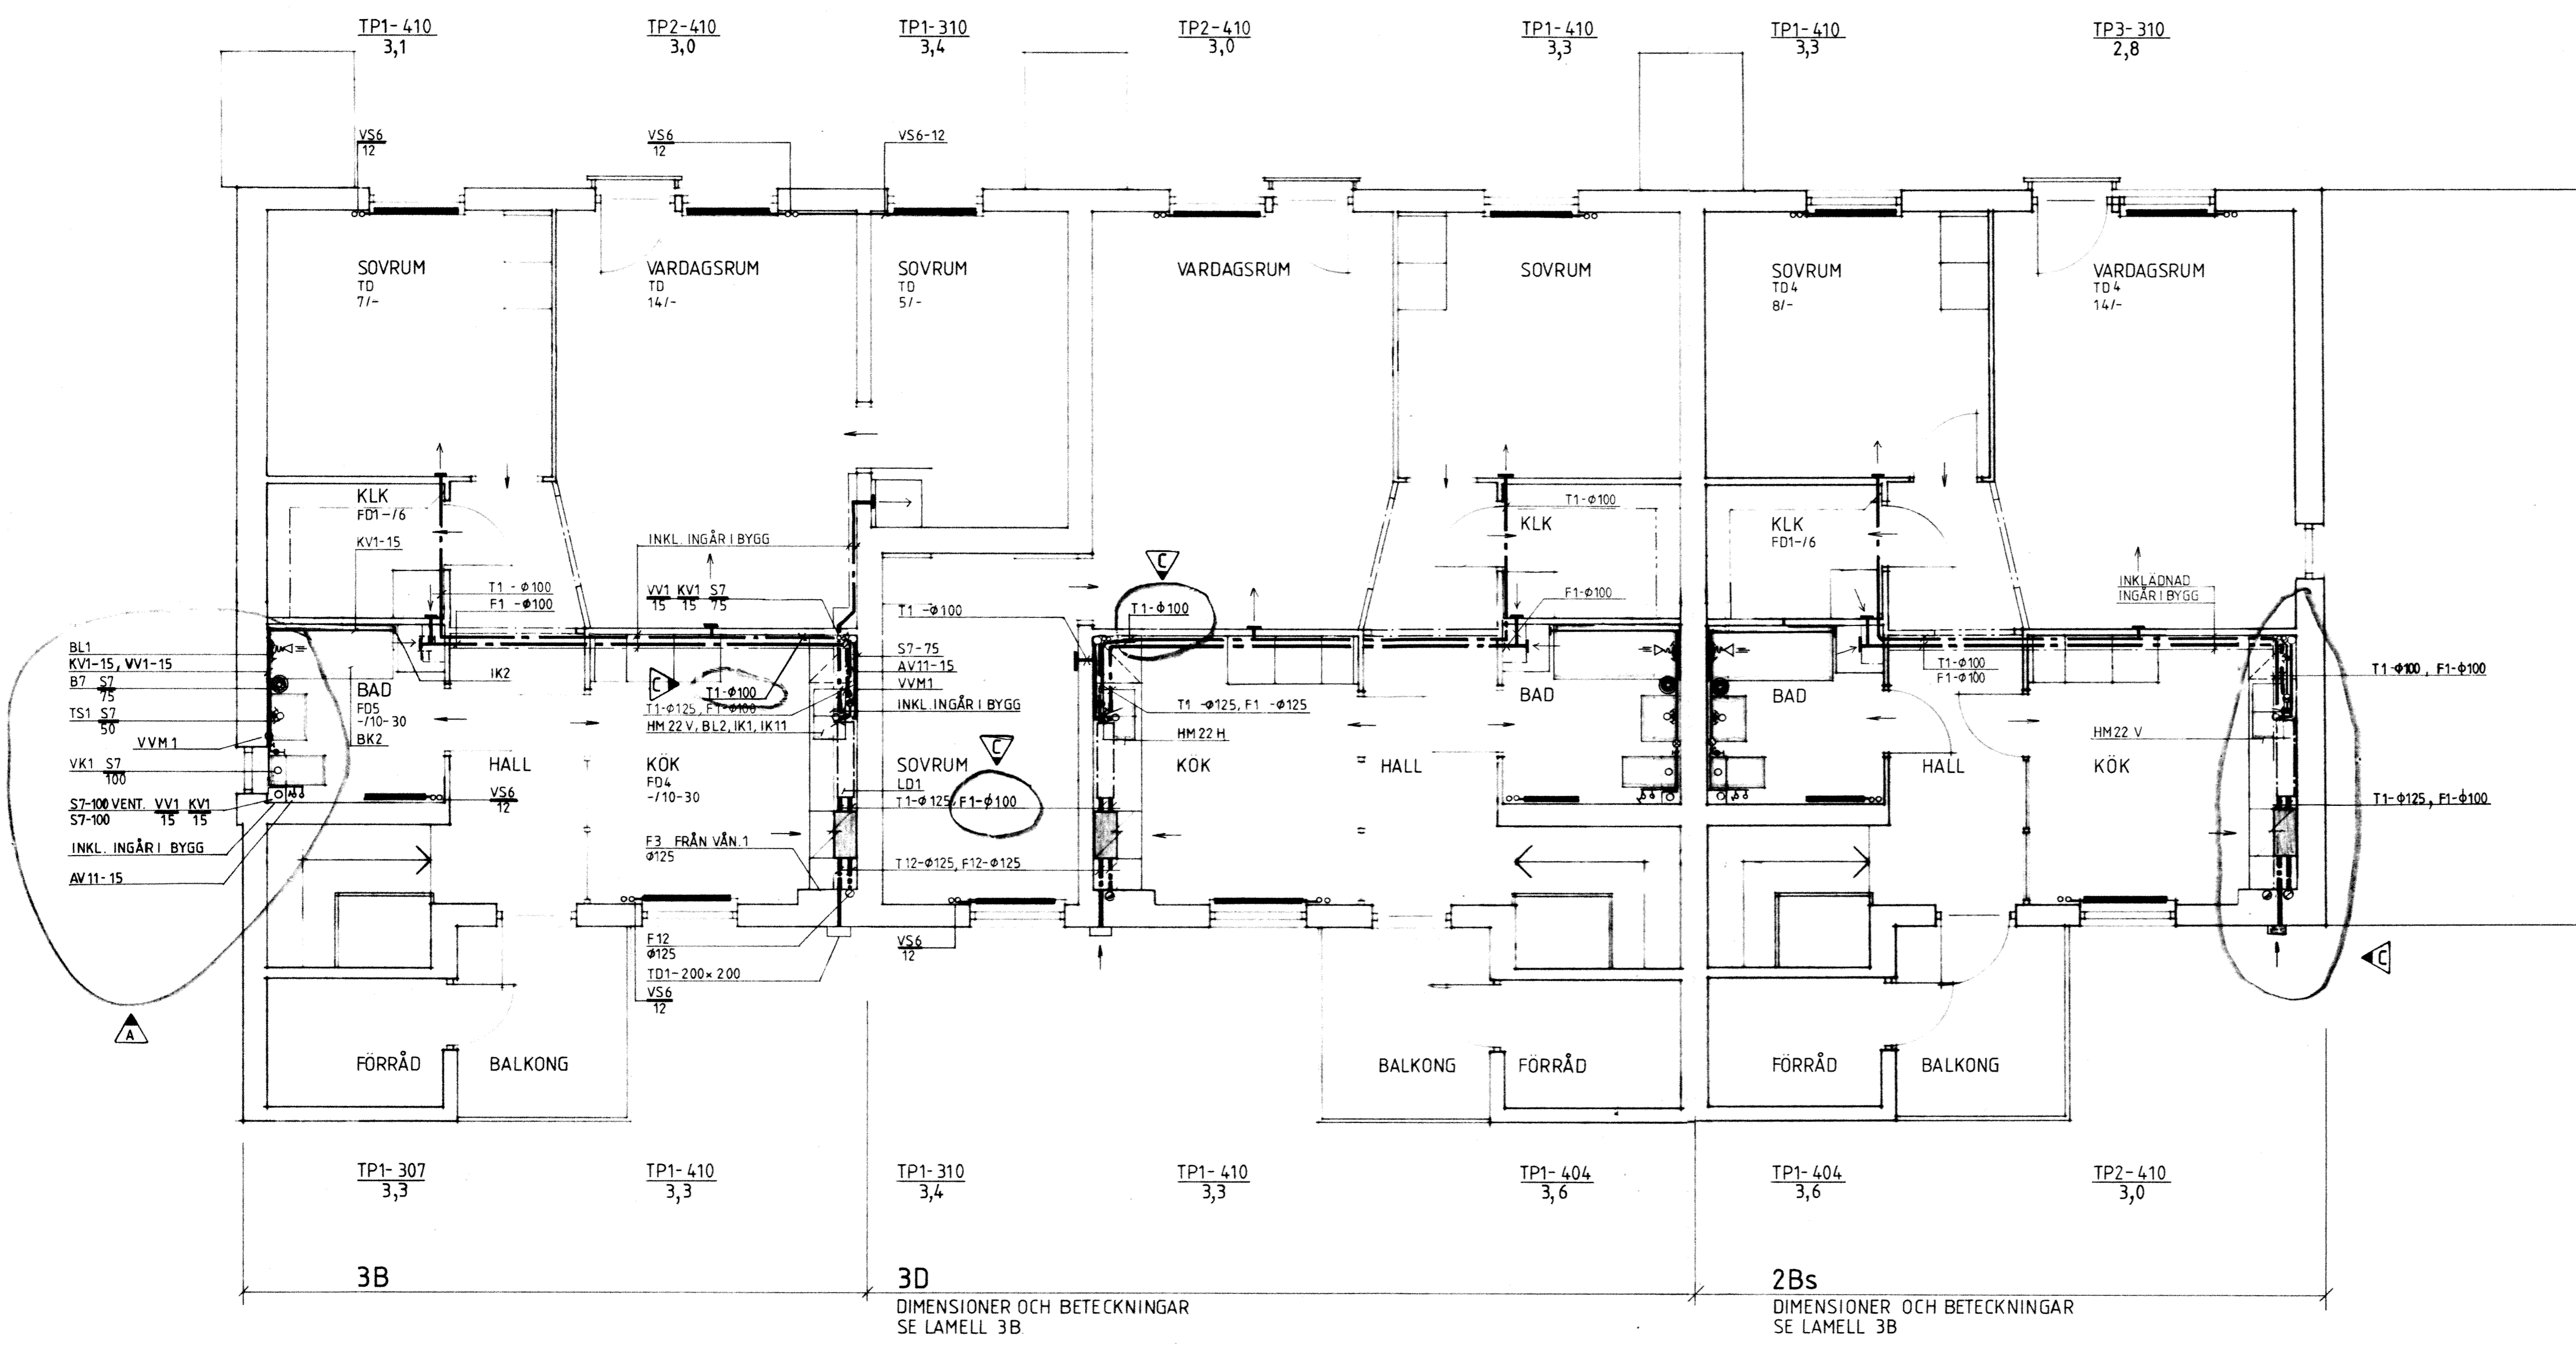 TP1-410
3,1
TP2-410
3,0
TP1-310
3,4
TP2-410
3,0
TP1-410
3,3
TP1-410
3,3
TP3-310
2,8
VS6
12
VS6
12
VS6-12
SOVRUM
TD
7/-
VARDAGSRUM
TD
14/-
SOVRUM
TD
5/-
VARDAGSRUM
SOVRUM
SOVRUM
TD4
8/-
VARDAGSRUM
TD4
14/-
KLK
FD1-/6
KV1-15
INKL. INGÅR I BYGG
T1-ϕ100
KLK
KLK
FD1-/6
C
T1 - ϕ100
F1 - ϕ100
VV1 KV1 S7
15 15 75
T1 -ϕ100
T1-ϕ100
F1-ϕ100
INKLÄDNAD
INGÅR I BYGG
BL1
KV1-15, VV1-15
B7 S7
75
TS1 S7
50
VVM1
VK1 S7
100
S7-100 VENT. VV1 KV1
S7-100 15 15
INKL. INGÅR I BYGG
AV11-15
A
BAD
FD5
-/10-30
BK2
IK2
HALL
VS6
12
C
T1-ϕ100
T1-ϕ125, F1-ϕ100
HM 22 V, BL2, IK1, IK11
KÖK
FD4
-/10-30
F3 FRÅN VÅN. 1
ϕ125
F12
ϕ125
TD1-200×200
VS6
12
S7-75
AV11-15
VVM1
INKL. INGÅR I BYGG
C
SOVRUM
LD1
T1-ϕ125, F1-ϕ100
T12-ϕ125, F12-ϕ125
VS6
12
T1 -ϕ125, F1 -ϕ125
HM 22 H
KÖK
HALL
BAD
BAD
T1-ϕ100
F1-ϕ100
HALL
HM 22 V
KÖK
T1-ϕ100, F1-ϕ100
T1-ϕ125, F1-ϕ100
C
FÖRRÅD
BALKONG
BALKONG
FÖRRÅD
FÖRRÅD
BALKONG
TP1-307
3,3
TP1-410
3,3
TP1-310
3,4
TP1-410
3,3
TP1-404
3,6
TP1-404
3,6
TP2-410
3,0
3B
3D
DIMENSIONER OCH BETECKNINGAR
SE LAMELL 3B.
2Bs
DIMENSIONER OCH BETECKNINGAR
SE LAMELL 3B